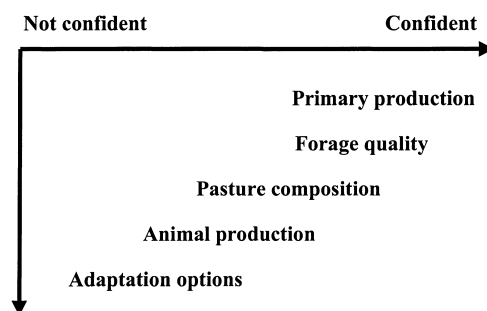 Not confident Confident
Primary production
Forage quality
Pasture composition
Animal production
Adaptation options